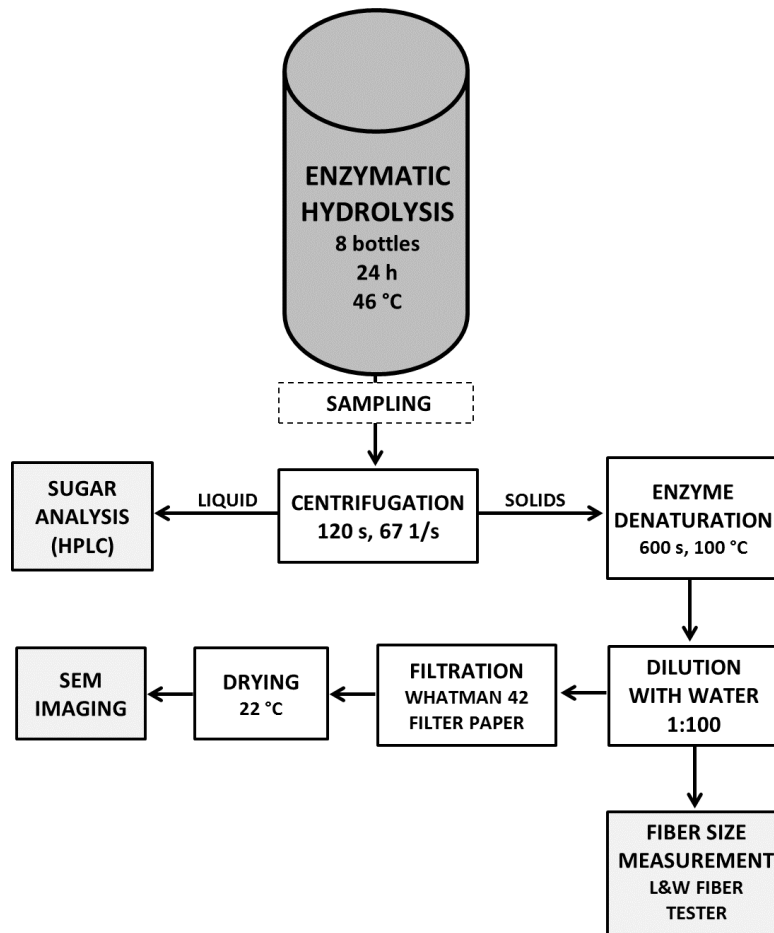 ENZYMATIC
HYDROLYSIS
8 bottles
24 h
46 °C
SAMPLING
SUGAR
ANALYSIS
(HPLC)
LIQUID
CENTRIFUGATION
120 s, 67 1/s
SOLIDS
ENZYME
DENATURATION
600 s, 100 °C
SEM
IMAGING
DRYING
22 °C
FILTRATION
WHATMAN 42
FILTER PAPER
DILUTION
WITH WATER
1:100
FIBER SIZE
MEASUREMENT
L&W FIBER
TESTER